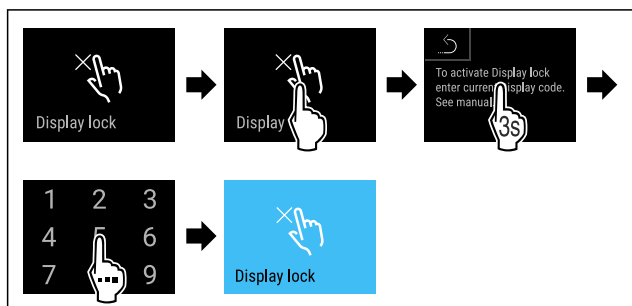 Display lock
Display
To activate Display lock
enter current Display code.
See manual
3s
1 2 3
4 5 6
7 9
Display lock